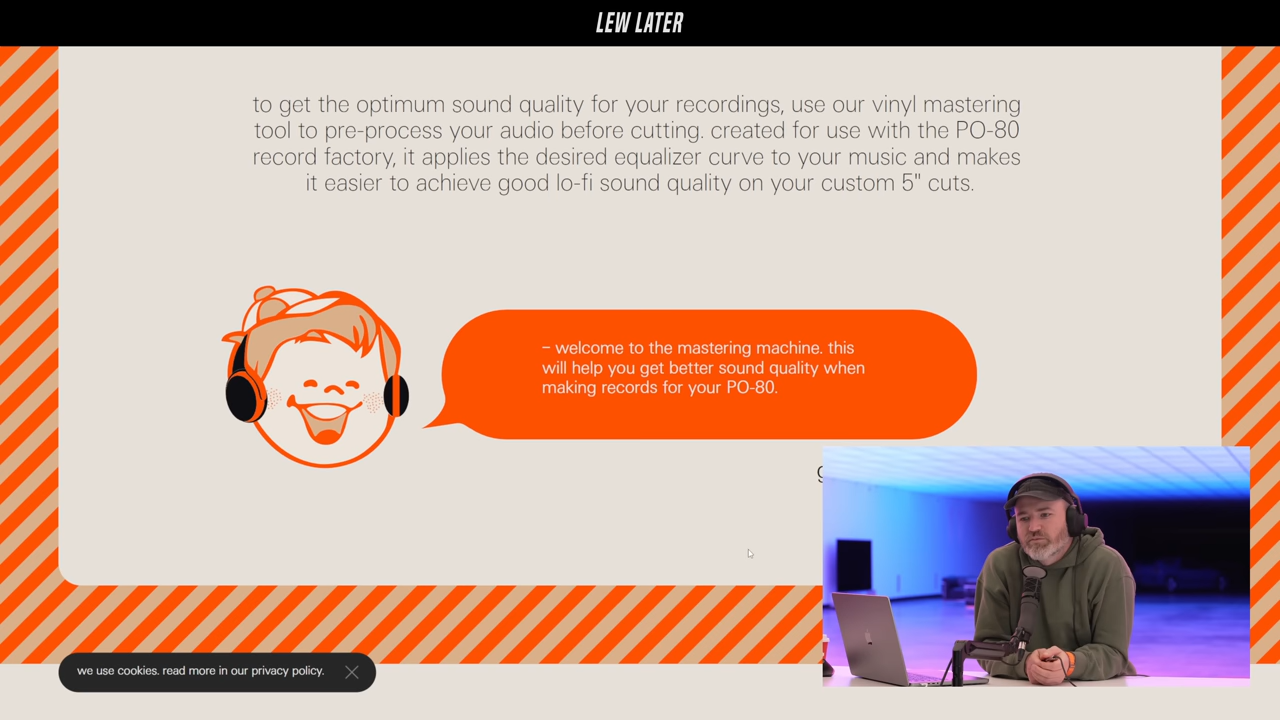 LEW LATER
to get the optimum sound quality for your recordings, use our vinyl mastering
tool to pre-process your audio before cutting. created for use with the PO-80
record factory, it applies the desired equalizer curve to your music and makes
it easier to achieve good lo-fi sound quality on your custom 5" cuts.
– welcome to the mastering machine. this
will help you get better sound quality when
making records for your PO-80.
we use cookies. read more in our privacy policy.